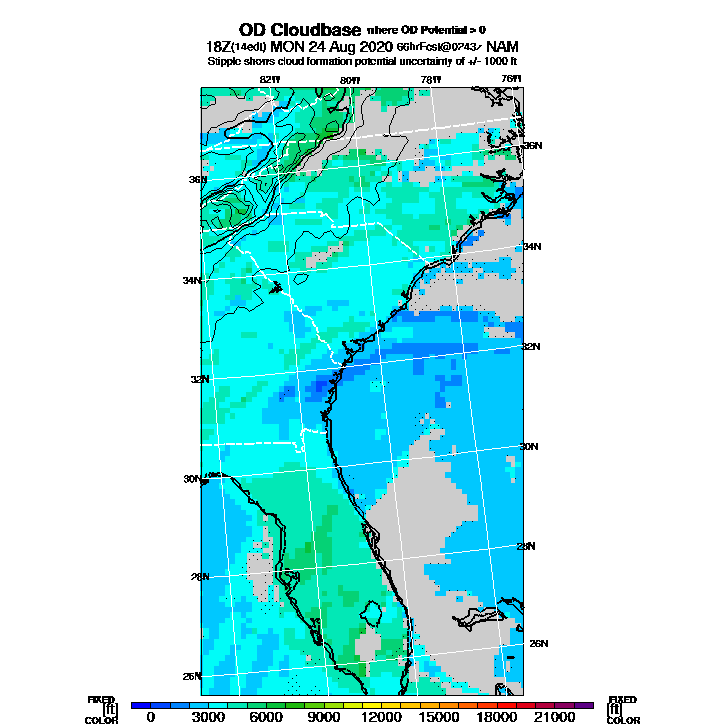 OD Cloudbase where OD Potential > 0
18Z(14edt) MON 24 Aug 2020 66hrFcst@0743z NAM
Stipple shows cloud formation potential uncertainty of +/- 1000 ft
82W 80W 78W 76W
36N
36N
34N
34N
32N
32N
30N
30N
28N
28N
26N
26N
FIXED FIXED
[ft] [ft]
COLOR COLOR
0 3000 6000 9000 12000 15000 18000 21000